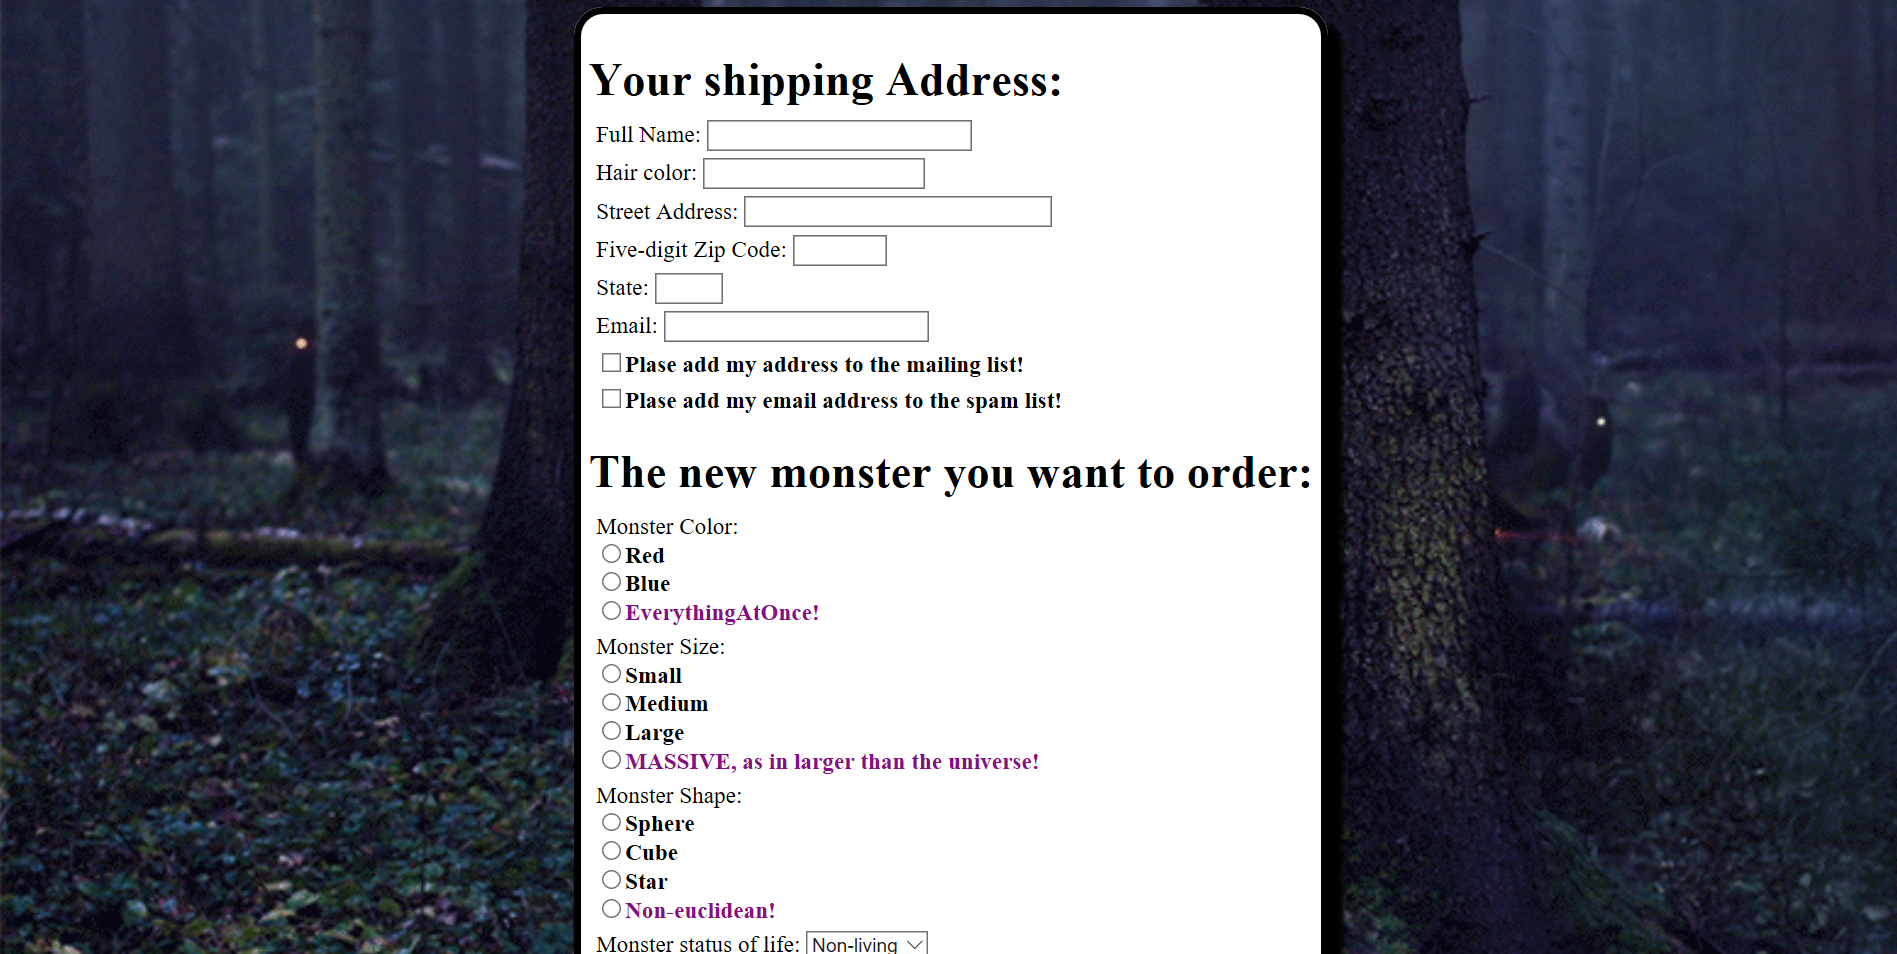 Your shipping Address:
Full Name:
Hair color:
Street Address:
Five-digit Zip Code:
State:
Email:
Plase add my address to the mailing list!
Plase add my email address to the spam list!
The new monster you want to order:
Monster Color:
Red
Blue
EverythingAtOnce!
Monster Size:
Small
Medium
Large
MASSIVE, as in larger than the universe!
Monster Shape:
Sphere
Cube
Star
Non-euclidean!
Monster status of life: Non-living